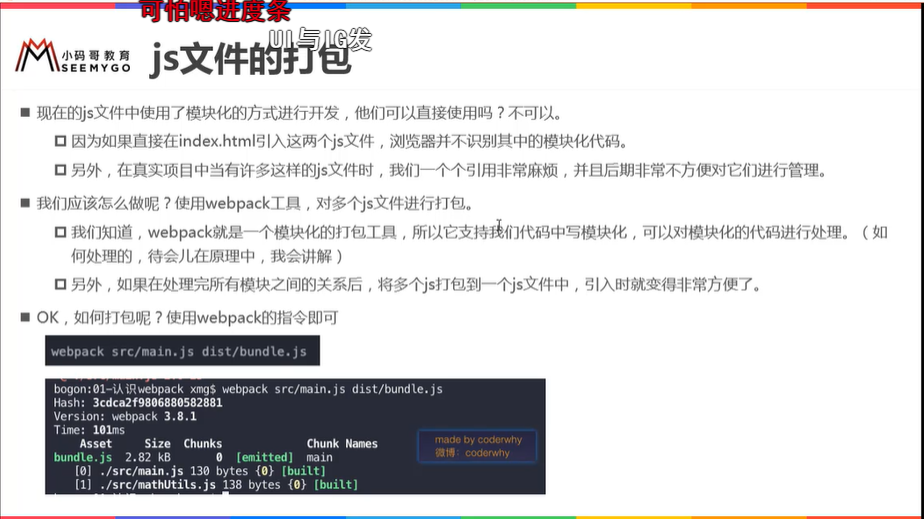 可怕嗯进度条
UI与IG发
小码哥教育
SEEMYGO
js文件的打包
现在的js文件中使用了模块化的方式进行开发，他们可以直接使用吗？不可以。
因为如果直接在index.html引入这两个js文件，浏览器并不识别其中的模块化代码。
另外，在真实项目中当有许多这样的js文件时，我们一个个引用非常麻烦，并且后期非常不方便对它们进行管理。
我们应该怎么做呢？使用webpack工具，对多个js文件进行打包。
我们知道，webpack就是一个模块化的打包工具，所以它支持我们代码中写模块化，可以对模块化的代码进行处理。（如
何处理的，待会儿在原理中，我会讲解）
另外，如果在处理完所有模块之间的关系后，将多个js打包到一个js文件中，引入时就变得非常方便了。
OK，如何打包呢？使用webpack的指令即可
webpack src/main.js dist/bundle.js
bogon:01-认识webpack xmg$ webpack src/main.js dist/bundle.js
Hash: 3cdca2f9806880582881
Version: webpack 3.8.1
Time: 101ms
Asset Size Chunks Chunk Names
bundle.js 2.82 kB 0 [emitted] main
[0] ./src/main.js 130 bytes {0} [built]
[1] ./src/mathUtils.js 138 bytes {0} [built]
made by coderwhy
微博：coderwhy